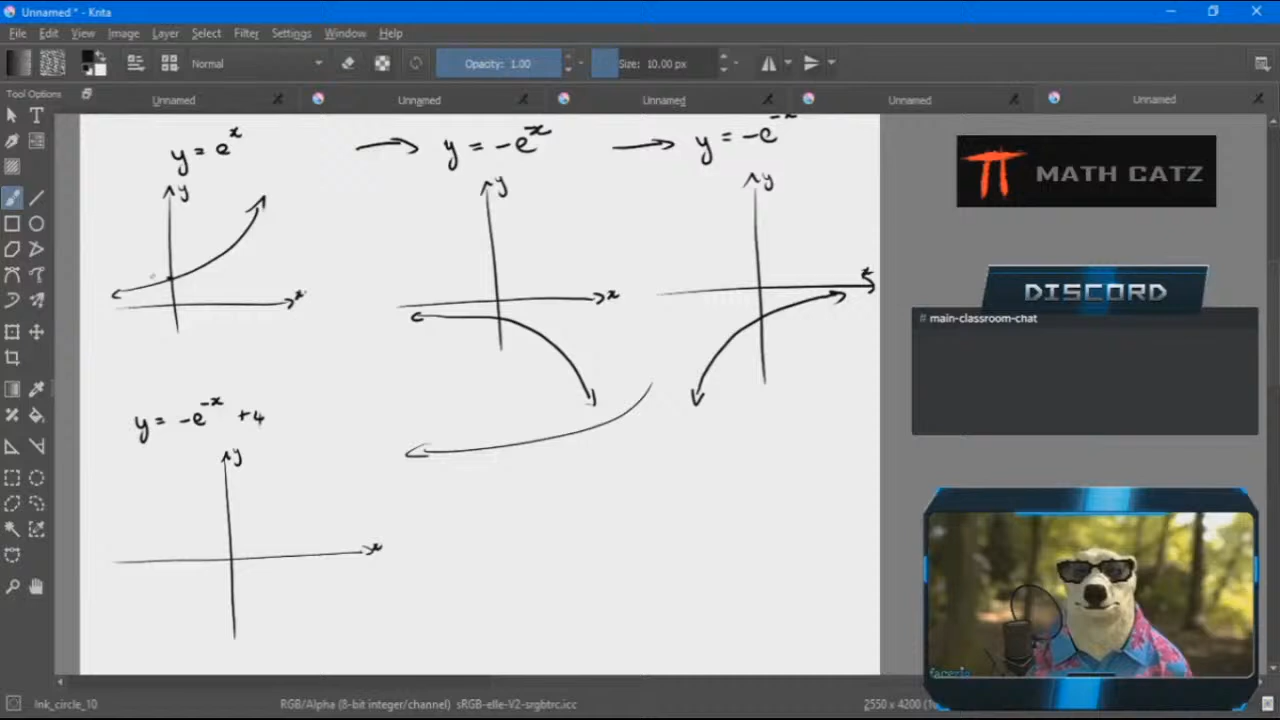 Unnamed * - Krita
File Edit View Image Layer Select Filter Settings Window Help
Normal Opacity: 1.00 Size: 10.00 px
Tool Options
Unnamed Unnamed Unnamed Unnamed Unnamed
y = e^x → y = -e^x → y = -e^-x
y y y
x x x
y = -e^-x + 4
y
x
MATH CATZ
DISCORD
# main-classroom-chat
facerig
Ink_circle_10 RGB/Alpha (8-bit integer/channel) sRGB-elle-V2-srgbtrc.icc 2550 x 4200 (10